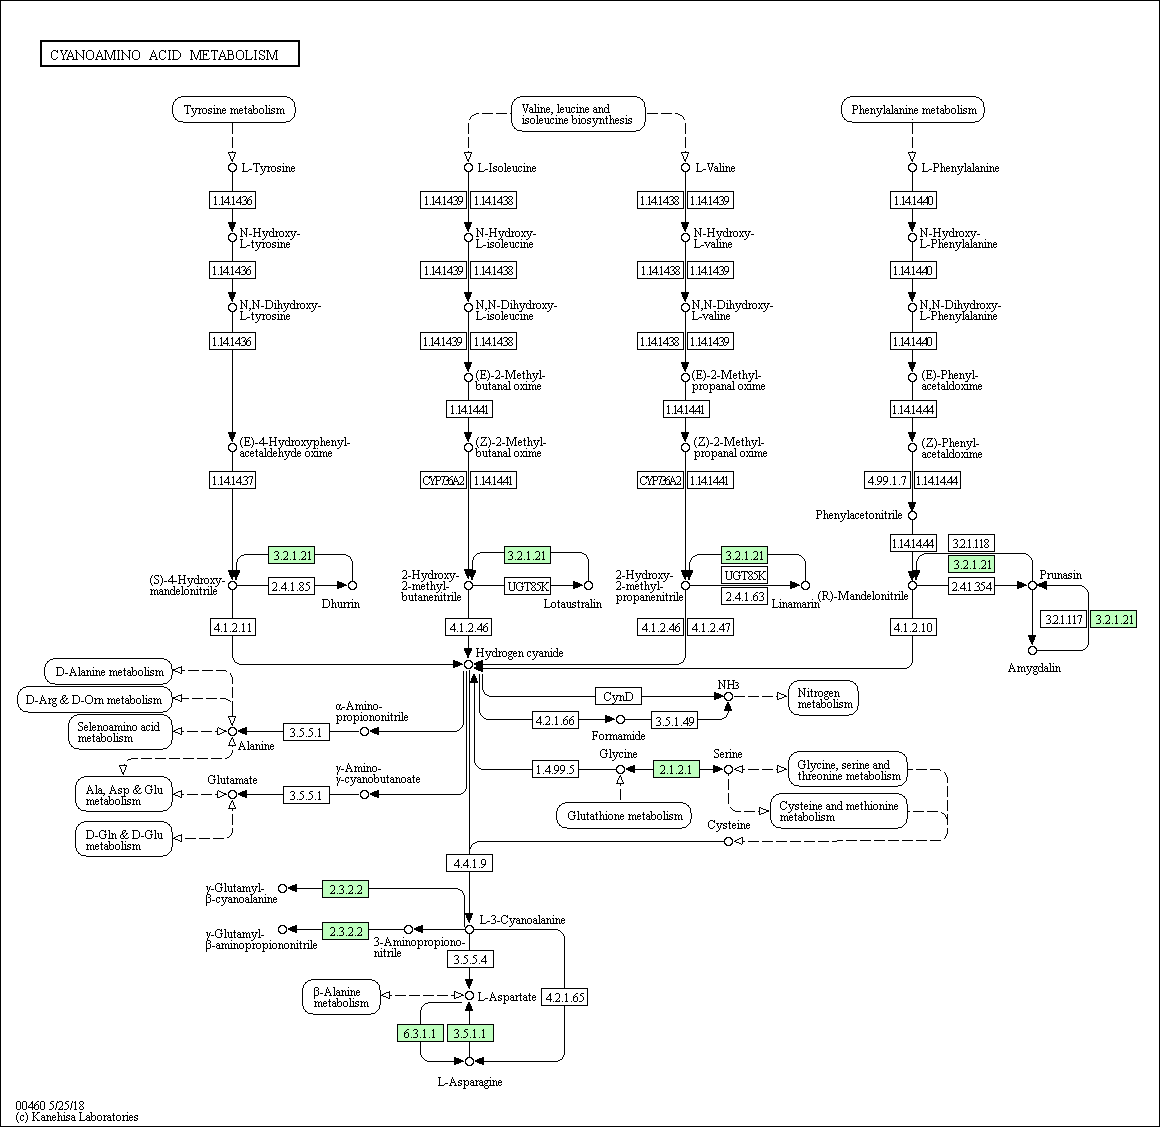 CYANOAMINO ACID METABOLISM
Tyrosine metabolism
Valine, leucine and
isoleucine biosynthesis
Phenylalanine metabolism
L-Tyrosine
L-Isoleucine
L-Valine
L-Phenylalanine
1.14.14.36
1.14.14.39
1.14.14.38
1.14.14.38
1.14.14.39
1.14.14.40
N-Hydroxy-
L-tyrosine
N-Hydroxy-
L-isoleucine
N-Hydroxy-
L-valine
N-Hydroxy-
L-Phenylalanine
1.14.14.36
1.14.14.39
1.14.14.38
1.14.14.38
1.14.14.39
1.14.14.40
N,N-Dihydroxy-
L-tyrosine
N,N-Dihydroxy-
L-isoleucine
N,N-Dihydroxy-
L-valine
N,N-Dihydroxy-
L-Phenylalanine
1.14.14.36
1.14.14.39
1.14.14.38
1.14.14.38
1.14.14.39
1.14.14.40
(E)-2-Methyl-
butanal oxime
(E)-2-Methyl-
propanal oxime
(E)-Phenyl-
acetaldoxime
1.14.14.41
1.14.14.41
1.14.14.44
(E)-4-Hydroxyphenyl-
acetaldehyde oxime
(Z)-2-Methyl-
butanal oxime
(Z)-2-Methyl-
propanal oxime
(Z)-Phenyl-
acetaldoxime
1.14.14.37
CYP736A2
1.14.14.41
CYP736A2
1.14.14.41
4.99.1.7
1.14.14.44
Phenylacetonitrile
1.14.14.44
3.2.1.118
3.2.1.21
3.2.1.21
3.2.1.21
3.2.1.21
(S)-4-Hydroxy-
mandelonitrile
2.4.1.85
Dhurrin
2-Hydroxy-
2-methyl-
butanenitrile
UGT85K
Lotaustralin
2-Hydroxy-
2-methyl-
propanenitrile
UGT85K
2.4.1.63
Linamarin
(R)-Mandelonitrile
2.4.1.354
Prunasin
4.1.2.11
4.1.2.46
4.1.2.46
4.1.2.47
4.1.2.10
3.2.1.117
3.2.1.21
Hydrogen cyanide
Amygdalin
D-Alanine metabolism
D-Arg & D-Orn metabolism
Selenoamino acid
metabolism
Alanine
3.5.5.1
α-Amino-
propiononitrile
CynD
NH3
Nitrogen
metabolism
4.2.1.66
Formamide
3.5.1.49
Glycine
Serine
1.4.99.5
2.1.2.1
Glycine, serine and
threonine metabolism
Ala, Asp & Glu
metabolism
Glutamate
3.5.5.1
γ-Amino-
γ-cyanobutanoate
Glutathione metabolism
Cysteine and methionine
metabolism
D-Gln & D-Glu
metabolism
Cysteine
4.4.1.9
γ-Glutamyl-
β-cyanoalanine
2.3.2.2
L-3-Cyanoalanine
γ-Glutamyl-
β-aminopropiononitrile
2.3.2.2
3-Aminopropiono-
nitrile
3.5.5.4
β-Alanine
metabolism
L-Aspartate
4.2.1.65
6.3.1.1
3.5.1.1
L-Asparagine
00460 5/25/18
(c) Kanehisa Laboratories